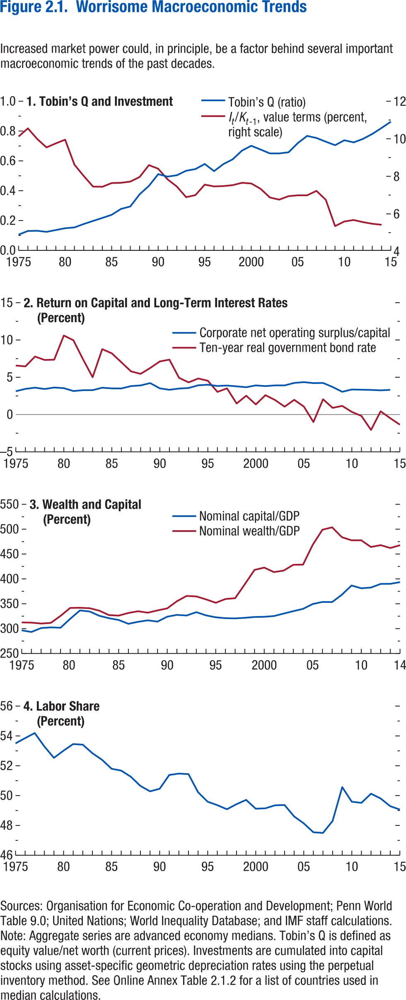 Figure 2.1. Worrisome Macroeconomic Trends
Increased market power could, in principle, be a factor behind several important
macroeconomic trends of the past decades.
1. Tobin's Q and Investment
Tobin's Q (ratio)
It/Kt-1, value terms (percent,
right scale)
1.0
0.8
0.6
0.4
0.2
0.0
12
10
8
6
4
1975 80 85 90 95 2000 05 10 15
2. Return on Capital and Long-Term Interest Rates
(Percent)
Corporate net operating surplus/capital
Ten-year real government bond rate
15
10
5
0
–5
1975 80 85 90 95 2000 05 10 15
3. Wealth and Capital
(Percent)
Nominal capital/GDP
Nominal wealth/GDP
550
500
450
400
350
300
250
1975 80 85 90 95 2000 05 10 14
4. Labor Share
(Percent)
56
54
52
50
48
46
1975 80 85 90 95 2000 05 10 15
Sources: Organisation for Economic Co-operation and Development; Penn World
Table 9.0; United Nations; World Inequality Database; and IMF staff calculations.
Note: Aggregate series are advanced economy medians. Tobin's Q is defined as
equity value/net worth (current prices). Investments are cumulated into capital
stocks using asset-specific geometric depreciation rates using the perpetual
inventory method. See Online Annex Table 2.1.2 for a list of countries used in
median calculations.